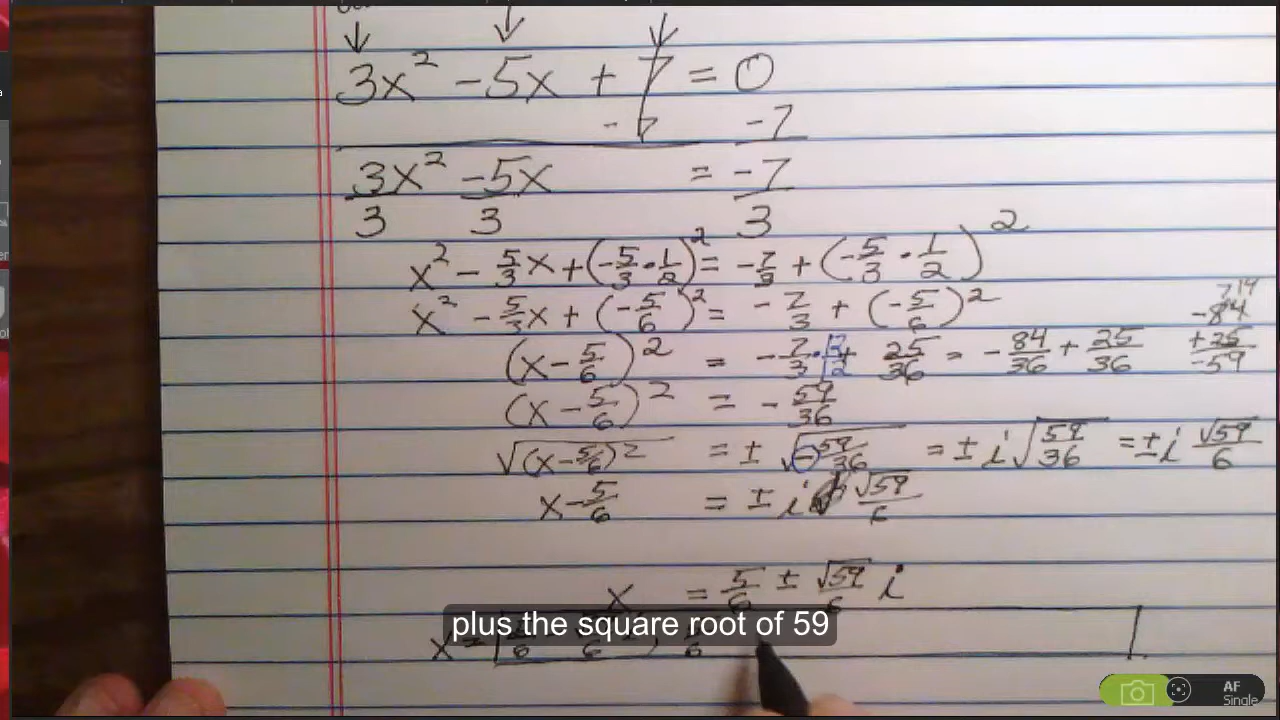 3x² - 5x + 7 = 0
- 7 -7
3x² - 5x = -7
3 3 3
x² - 5/3 x + (-5/3 · 1/2)² = -7/3 + (-5/3 · 1/2)²
x² - 5/3 x + (-5/6)² = -7/3 + (-5/6)²
-84
(x - 5/6)² = -7/3 · 12/12 + 25/36 = -84/36 + 25/36
+25
-59
(x - 5/6)² = -59/36
√(x - 5/6)² = ± √-59/36 = ± i √59/36 = ± i √59/6
x - 5/6 = ± i √59/6
x = 5/6 ± √59/6 i
plus the square root of 59
x =
AF
Single